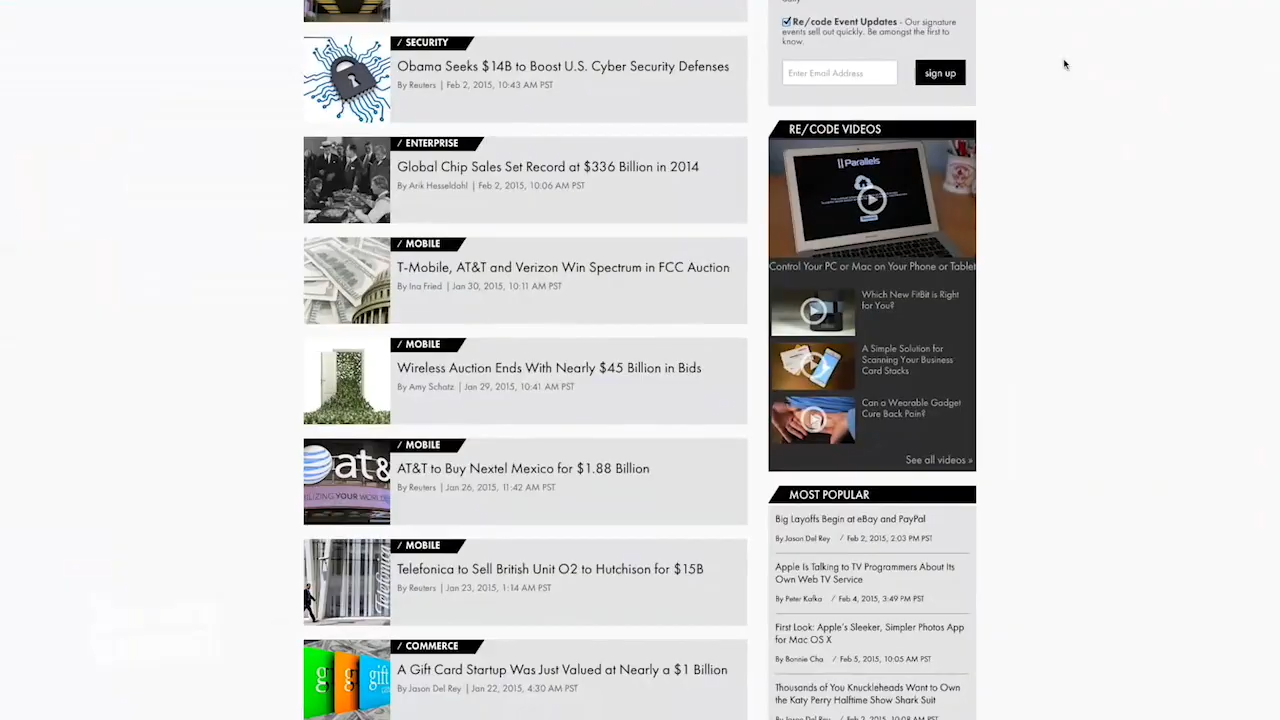 / SECURITY
Obama Seeks $14B to Boost U.S. Cyber Security Defenses
By Reuters | Feb 2, 2015, 10:43 AM PST
/ ENTERPRISE
Global Chip Sales Set Record at $336 Billion in 2014
By Arik Hesseldahl | Feb 2, 2015, 10:06 AM PST
/ MOBILE
T-Mobile, AT&T and Verizon Win Spectrum in FCC Auction
By Ina Fried | Jan 30, 2015, 10:11 AM PST
/ MOBILE
Wireless Auction Ends With Nearly $45 Billion in Bids
By Amy Schatz | Jan 29, 2015, 10:41 AM PST
at&
/ MOBILE
AT&T to Buy Nextel Mexico for $1.88 Billion
By Reuters | Jan 26, 2015, 11:42 AM PST
Telefonica
/ MOBILE
Telefonica to Sell British Unit O2 to Hutchison for $15B
By Reuters | Jan 23, 2015, 1:14 AM PST
/ COMMERCE
A Gift Card Startup Was Just Valued at Nearly a $1 Billion
By Jason Del Rey | Jan 22, 2015, 4:30 AM PST
Re/code Event Updates - Our signature
events sell out quickly. Be amongst the first to
know.
Enter Email Address
sign up
RE/CODE VIDEOS
Parallels
Control Your PC or Mac on Your Phone or Tablet
Which New FitBit is Right
for You?
A Simple Solution for
Scanning Your Business
Card Stacks
Can a Wearable Gadget
Cure Back Pain?
See all videos »
MOST POPULAR
Big Layoffs Begin at eBay and PayPal
By Jason Del Rey / Feb 2, 2015, 2:03 PM PST
Apple Is Talking to TV Programmers About Its
Own Web TV Service
By Peter Kafka / Feb 4, 2015, 3:49 PM PST
First Look: Apple's Sleeker, Simpler Photos App
for Mac OS X
By Bonnie Cha / Feb 5, 2015, 10:05 AM PST
Thousands of You Knuckleheads Want to Own
the Katy Perry Halftime Show Shark Suit